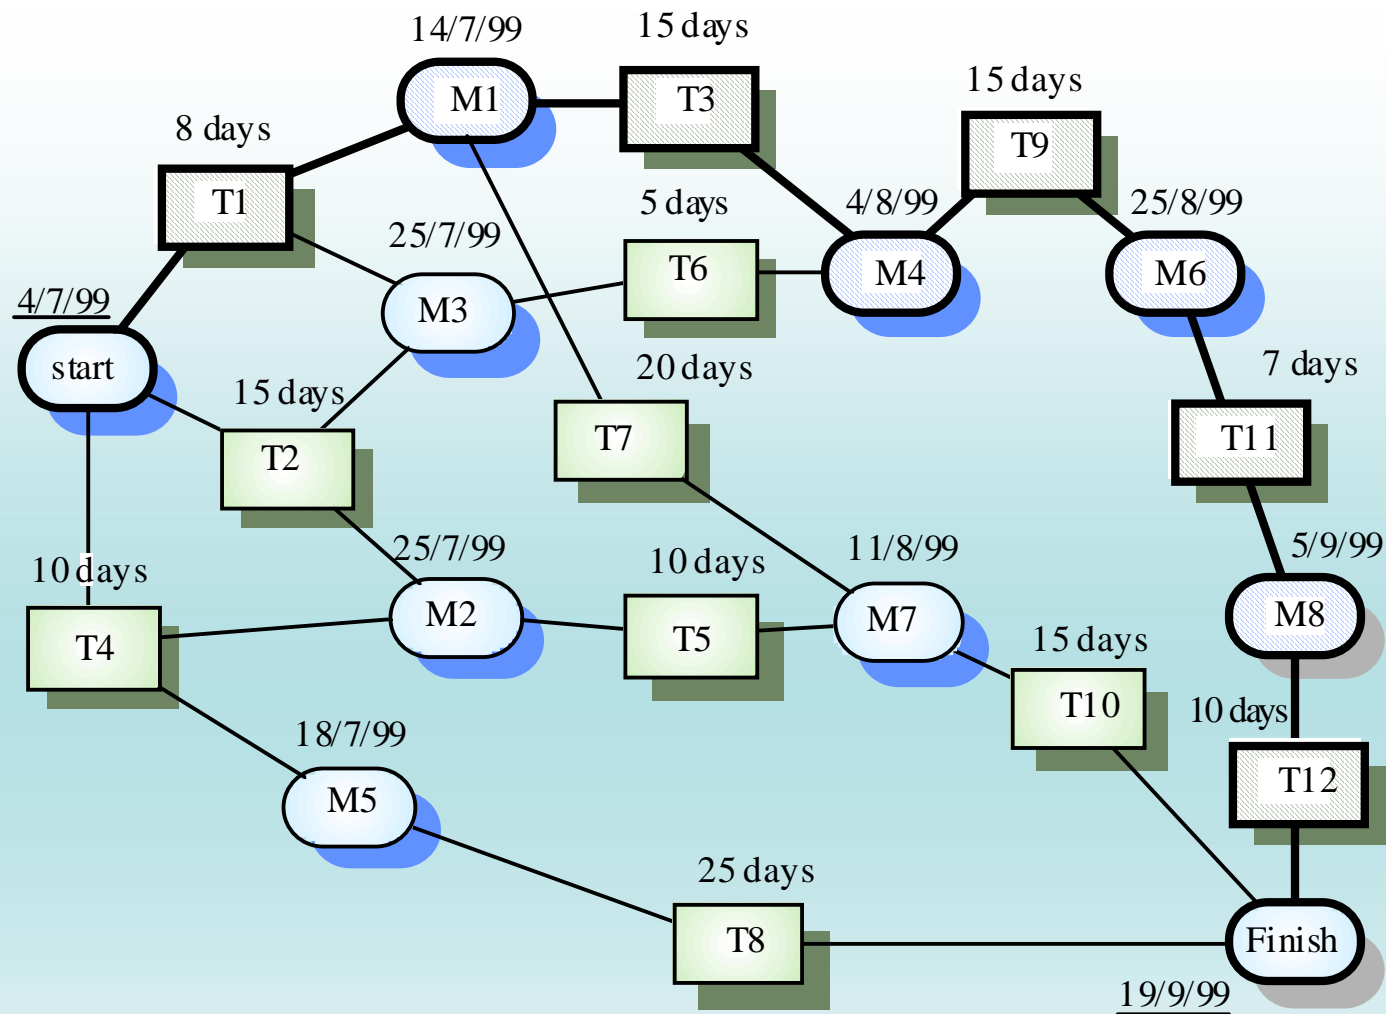 14/7/99
15 days
M1
T3
15 days
8 days
T9
T1
5 days
4/8/99
25/8/99
25/7/99
T6
M4
M6
4/7/99
M3
start
20 days
7 days
15 days
T2
T7
T11
10 days
25/7/99
10 days
11/8/99
5/9/99
T4
M2
T5
M7
M8
15 days
T10
10 days
18/7/99
M5
T12
25 days
T8
Finish
19/9/99